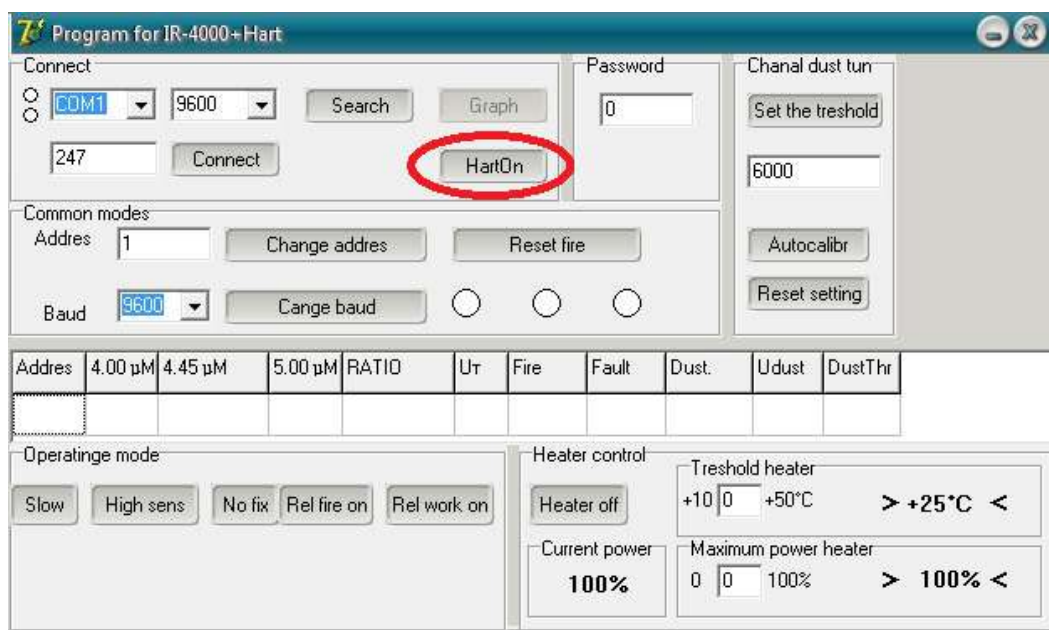 Program for IR-4000+Hart
Connect
COM1 9600 Search Graph
247 Connect HartOn
Password
0
Chanal dust tun
Set the treshold
6000
Autocalibr
Reset setting
Common modes
Addres 1 Change addres Reset fire
Baud 9600 Cange baud
Addres 4.00 µM 4.45 µM 5.00 µM RATIO Uт Fire Fault Dust. Udust DustThr
Operatinge mode
Slow High sens No fix Rel fire on Rel work on
Heater control
Heater off
Treshold heater
+10 0 +50°C > +25°C <
Current power
100%
Maximum power heater
0 0 100% > 100% <